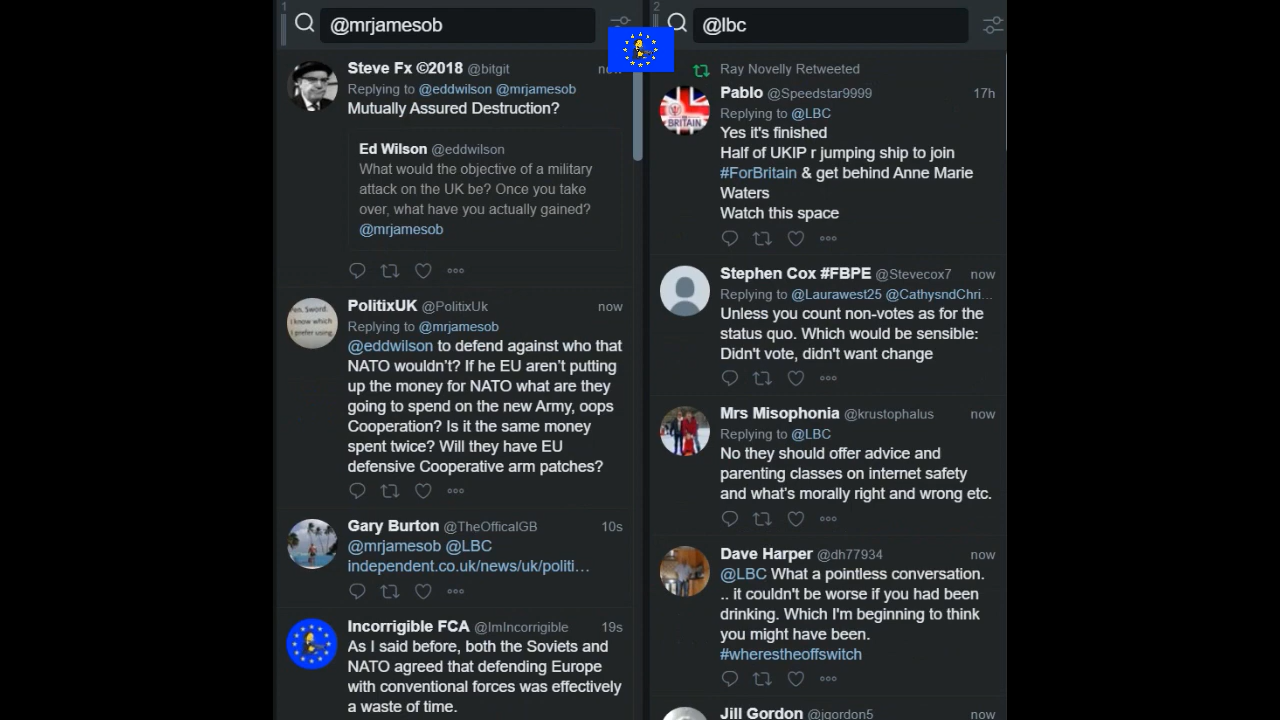 1
@mrjamesob
Steve Fx ©2018 @bitgit
Replying to @eddwilson @mrjamesob
Mutually Assured Destruction?
Ed Wilson @eddwilson
What would the objective of a military
attack on the UK be? Once you take
over, what have you actually gained?
@mrjamesob
PolitixUK @PolitixUk now
Replying to @mrjamesob
@eddwilson to defend against who that
NATO wouldn't? If he EU aren't putting
up the money for NATO what are they
going to spend on the new Army, oops
Cooperation? Is it the same money
spent twice? Will they have EU
defensive Cooperative arm patches?
Gary Burton @TheOfficalGB 10s
@mrjamesob @LBC
independent.co.uk/news/uk/politi…
Incorrigible FCA @ImIncorrigible 19s
As I said before, both the Soviets and
NATO agreed that defending Europe
with conventional forces was effectively
a waste of time.
2
@lbc
Ray Novelly Retweeted
Pablo @Speedstar9999 17h
Replying to @LBC
Yes it's finished
Half of UKIP r jumping ship to join
#ForBritain & get behind Anne Marie
Waters
Watch this space
Stephen Cox #FBPE @Stevecox7 now
Replying to @Laurawest25 @CathysndChri…
Unless you count non-votes as for the
status quo. Which would be sensible:
Didn't vote, didn't want change
Mrs Misophonia @krustophalus now
Replying to @LBC
No they should offer advice and
parenting classes on internet safety
and what's morally right and wrong etc.
Dave Harper @dh77934 now
@LBC What a pointless conversation.
.. it couldn't be worse if you had been
drinking. Which I'm beginning to think
you might have been.
#wherestheoffswitch
Jill Gordon @jgordon5 now